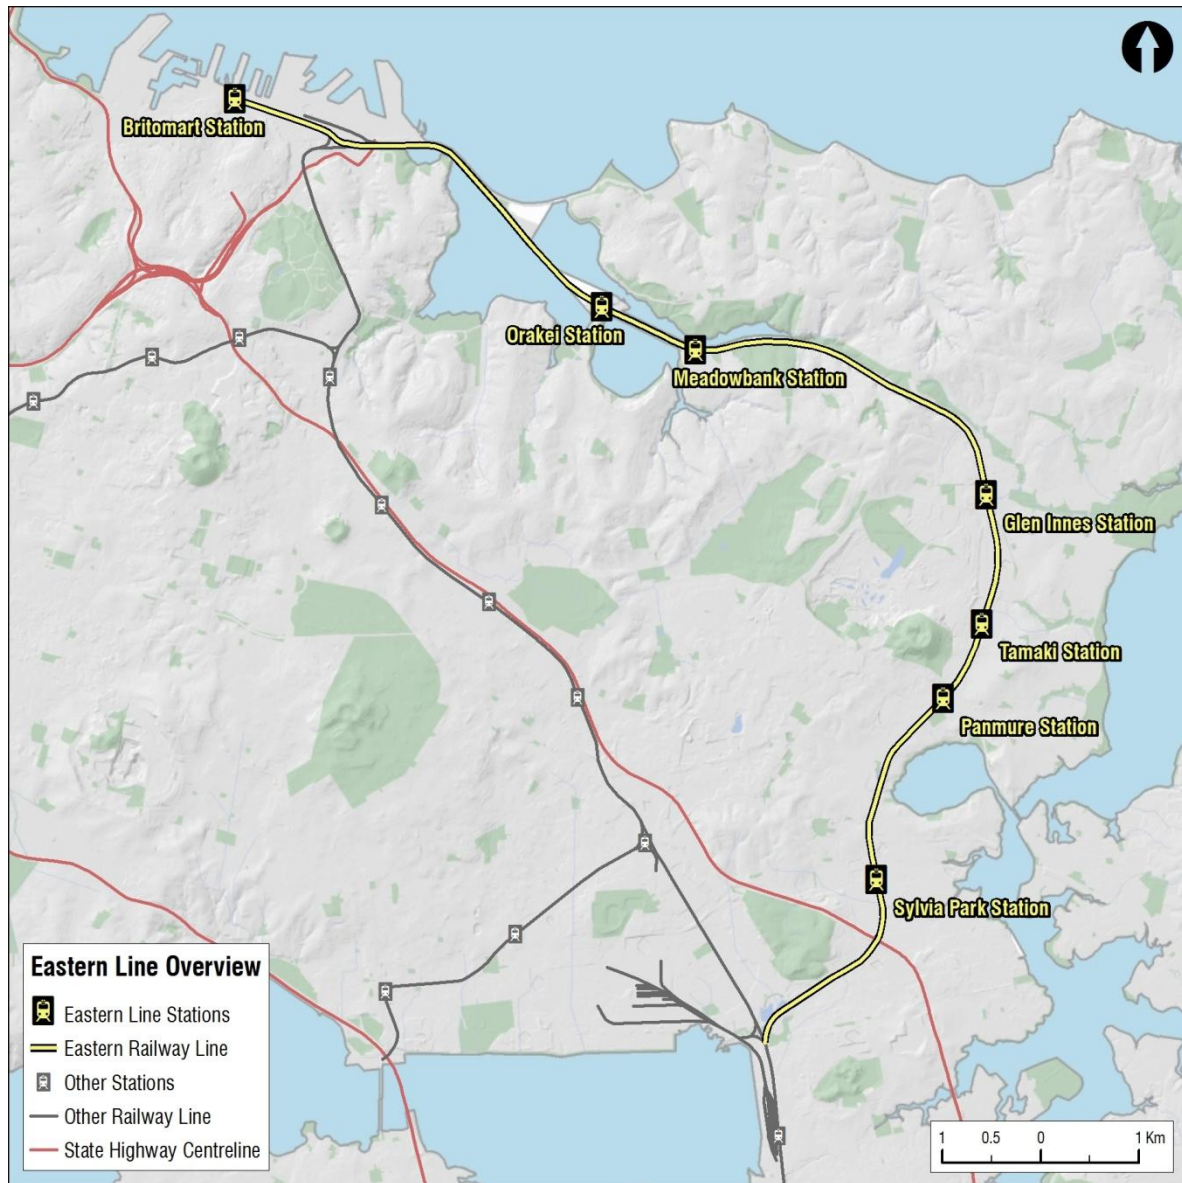 Britomart Station
Orakei Station
Meadowbank Station
Glen Innes Station
Tamaki Station
Panmure Station
Sylvia Park Station
Eastern Line Overview
Eastern Line Stations
Eastern Railway Line
Other Stations
Other Railway Line
State Highway Centreline
1 0.5 0 1 Km